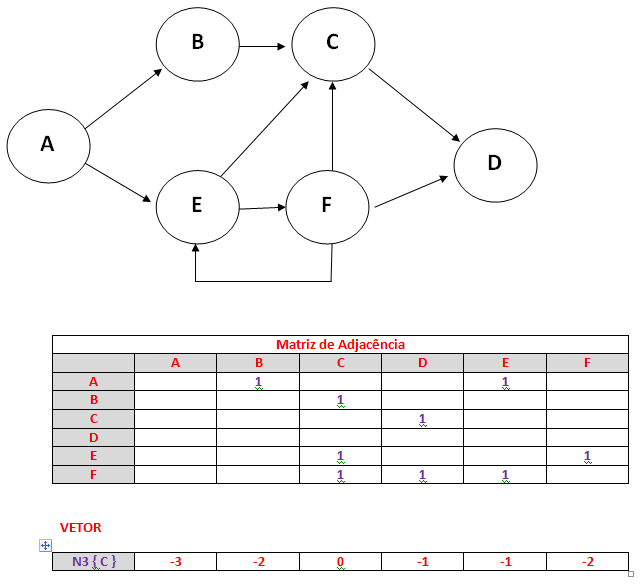 B C
A
D
E F
Matriz de Adjacência
A B C D E F
A 1 1
B 1
C 1
D
E 1 1
F 1 1 1
VETOR
N3 { C } -3 -2 0 -1 -1 -2